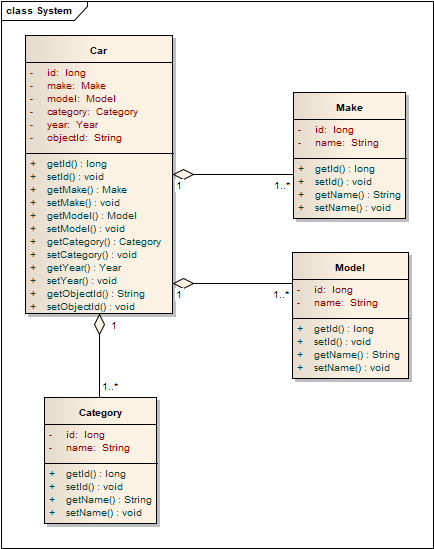 class System
Car
- id: long
- make: Make
- model: Model
- category: Category
- year: Year
- objectId: String
+ getId() : long
+ setId() : void
+ getMake() : Make
+ setMake() : void
+ getModel() : Model
+ setModel() : void
+ getCategory() : Category
+ setCategory() : void
+ getYear() : Year
+ setYear() : void
+ getObjectId() : String
+ setObjectId() : void
1
1..*
Make
- id: long
- name: String
+ getId() : long
+ setId() : void
+ getName() : String
+ setName() : void
1
1..*
Model
- id: long
- name: String
+ getId() : long
+ setId() : void
+ getName() : String
+ setName() : void
1
1..*
Category
- id: long
- name: String
+ getId() : long
+ setId() : void
+ getName() : String
+ setName() : void